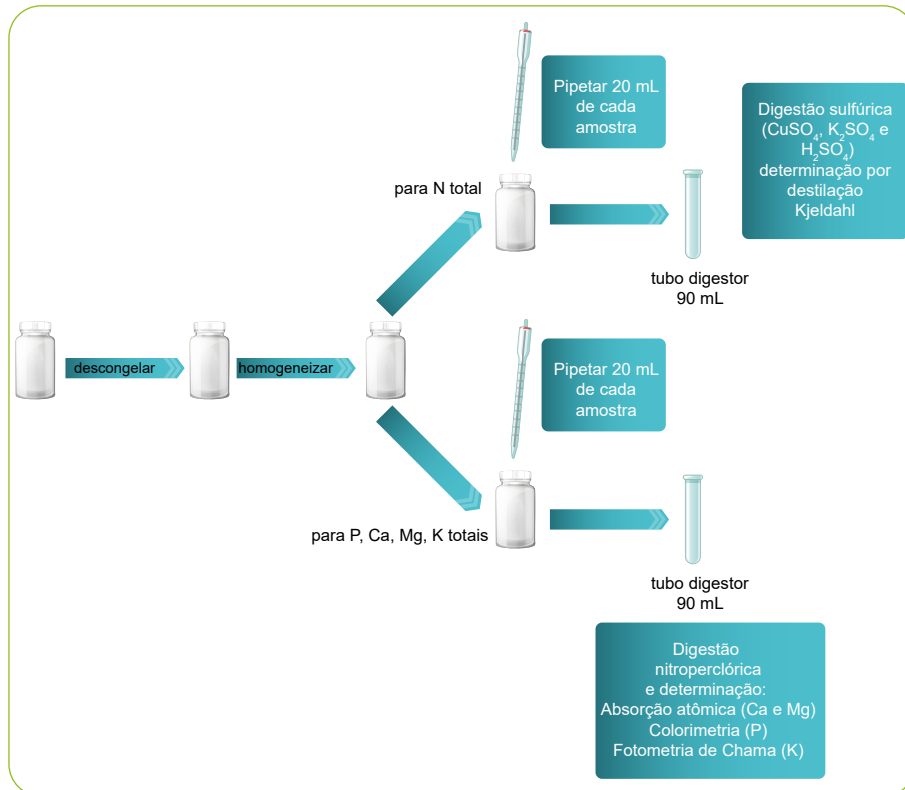 Pipetar 20 mL
de cada
amostra
Digestão sulfúrica
(CuSO₄, K₂SO₄ e
H₂SO₄)
determinação por
destilação
Kjeldahl
para N total
tubo digestor
90 mL
descongelar
homogeneizar
Pipetar 20 mL
de cada
amostra
para P, Ca, Mg, K totais
tubo digestor
90 mL
Digestão
nitroperclórica
e determinação:
Absorção atômica (Ca e Mg)
Colorimetria (P)
Fotometria de Chama (K)